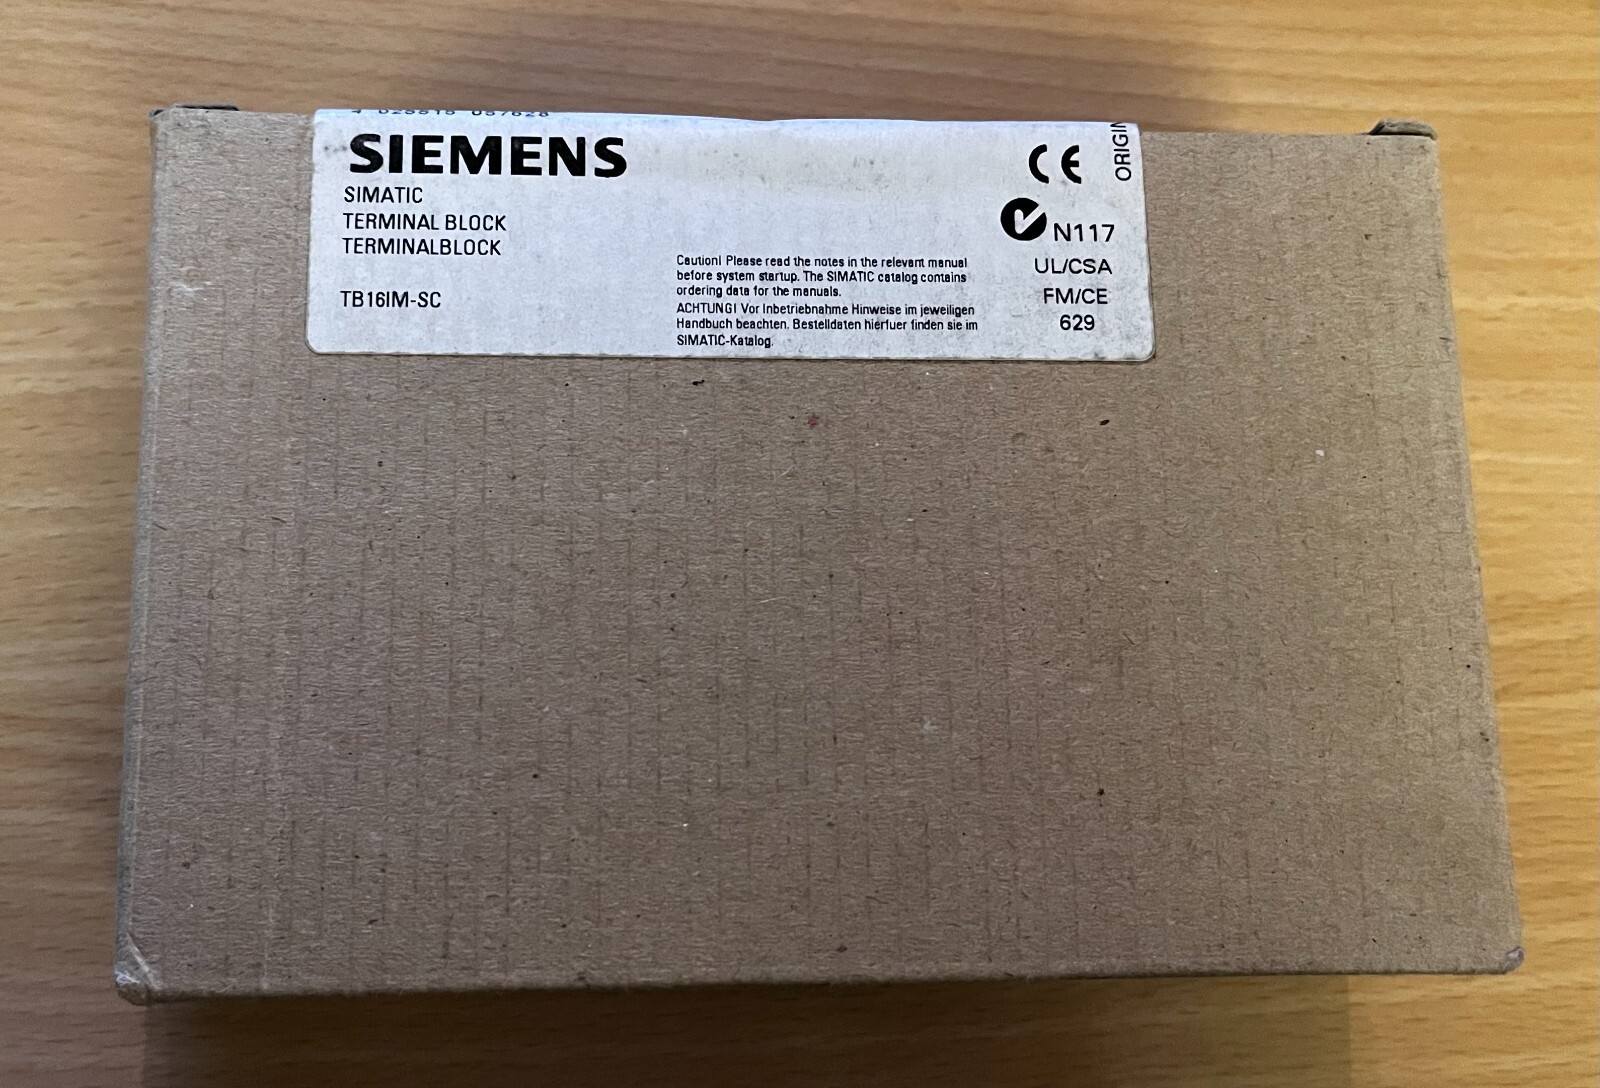 SIEMENS
SIMATIC
TERMINAL BLOCK
TERMINALBLOCK
TB16IM-SC
Caution! Please read the notes in the relevant manual
before system startup. The SIMATIC catalog contains
ordering data for the manuals.
ACHTUNG! Vor Inbetriebnahme Hinweise im jeweiligen
Handbuch beachten. Bestelldaten hierfuer finden sie im
SIMATIC-Katalog.
CE
N117
UL/CSA
FM/CE
629
ORIGIN